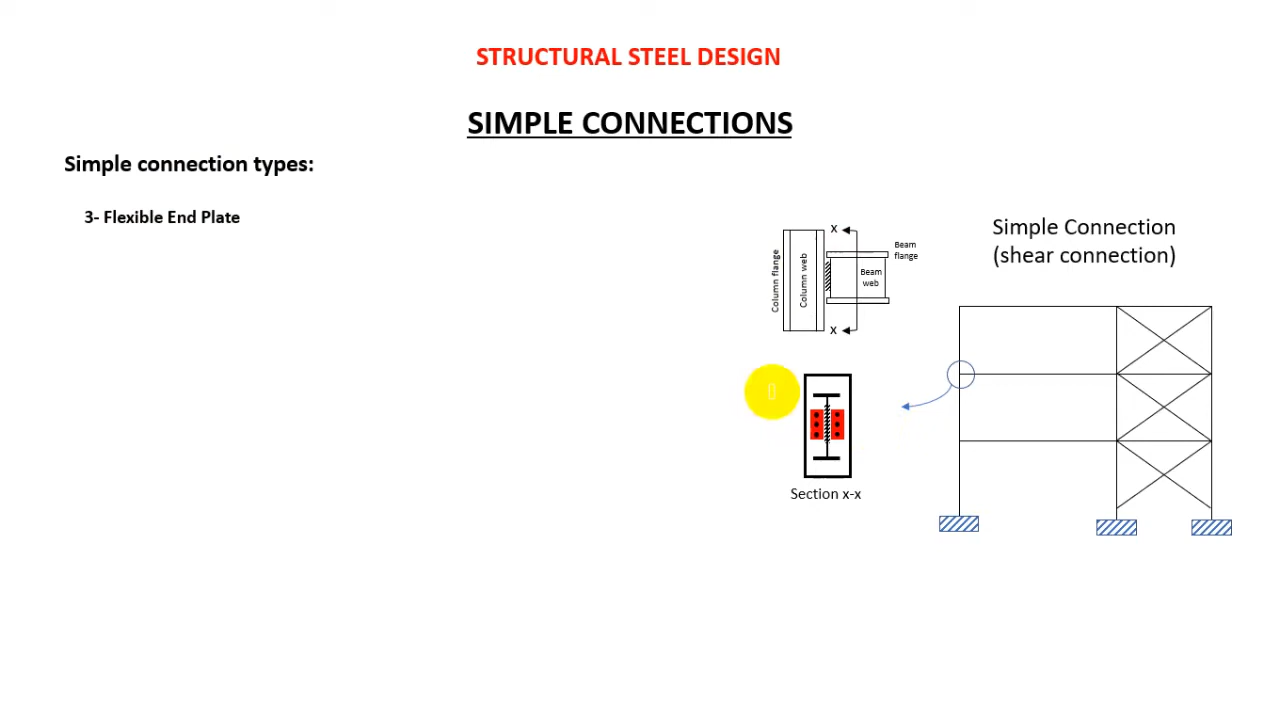 STRUCTURAL STEEL DESIGN
SIMPLE CONNECTIONS
Simple connection types:
3- Flexible End Plate
Simple Connection
(shear connection)
x
Beam
flange
Column flange
Column web
Beam
web
x
Section x-x